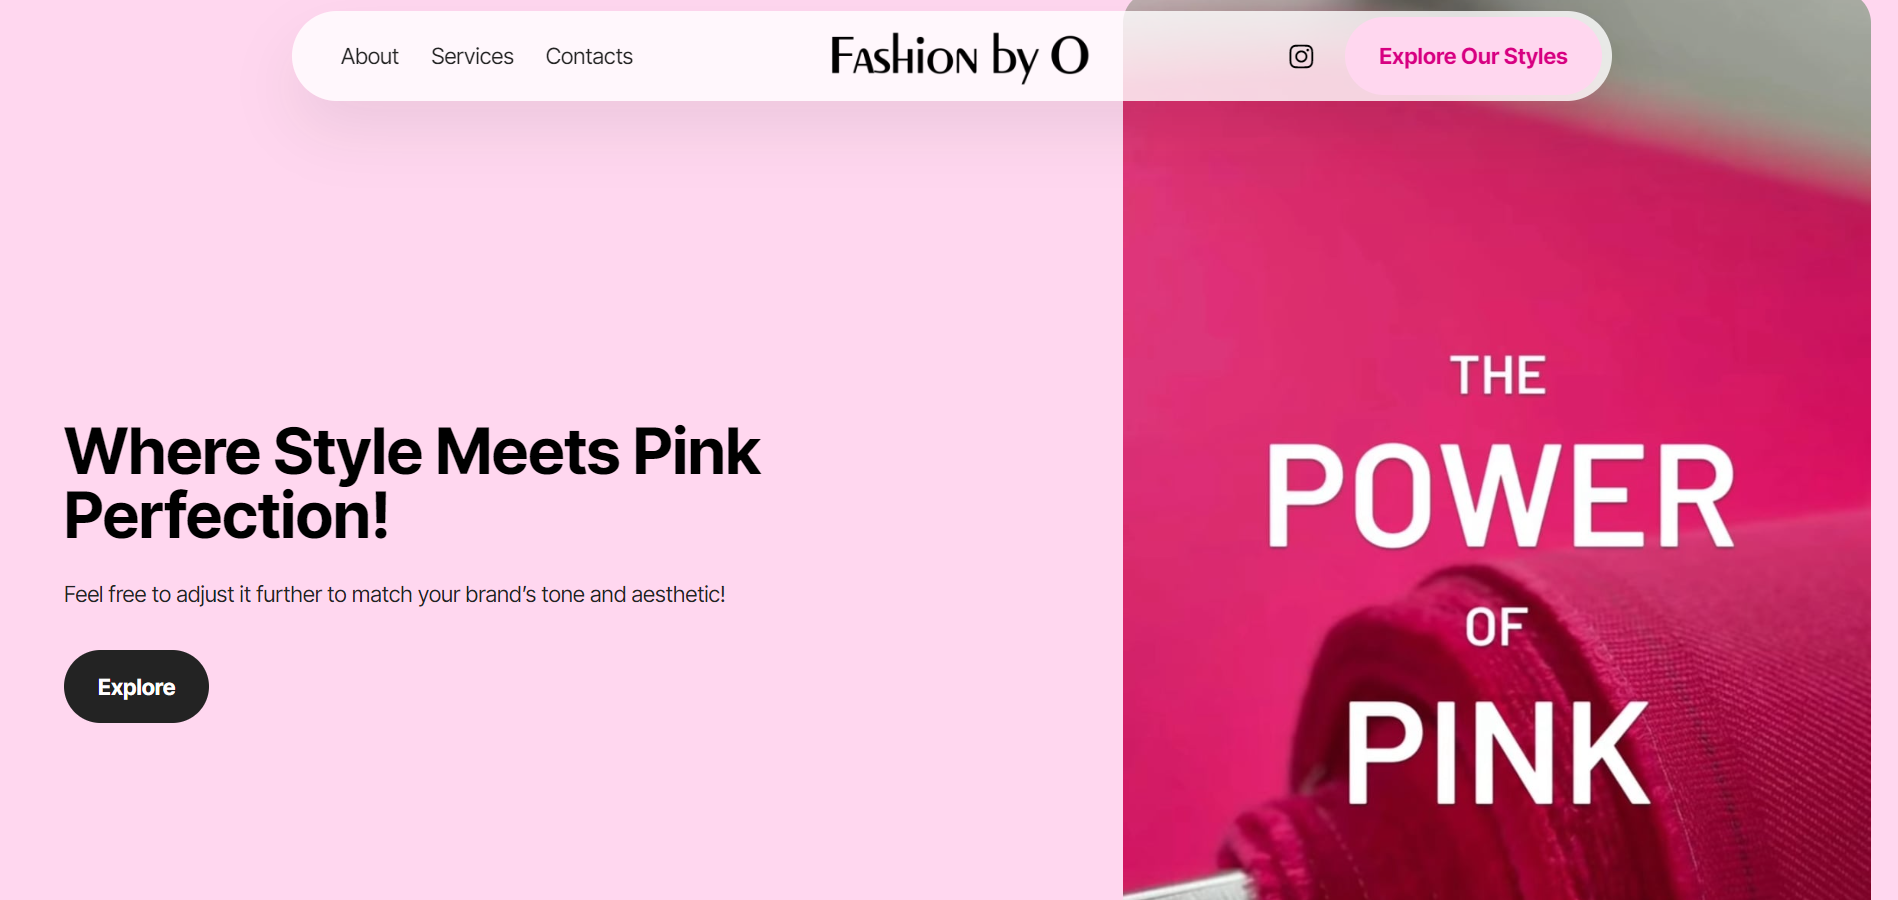 About Services Contacts
Fashion by O
Explore Our Styles
Where Style Meets Pink
Perfection!
Feel free to adjust it further to match your brand’s tone and aesthetic!
Explore
THE
POWER
OF
PINK